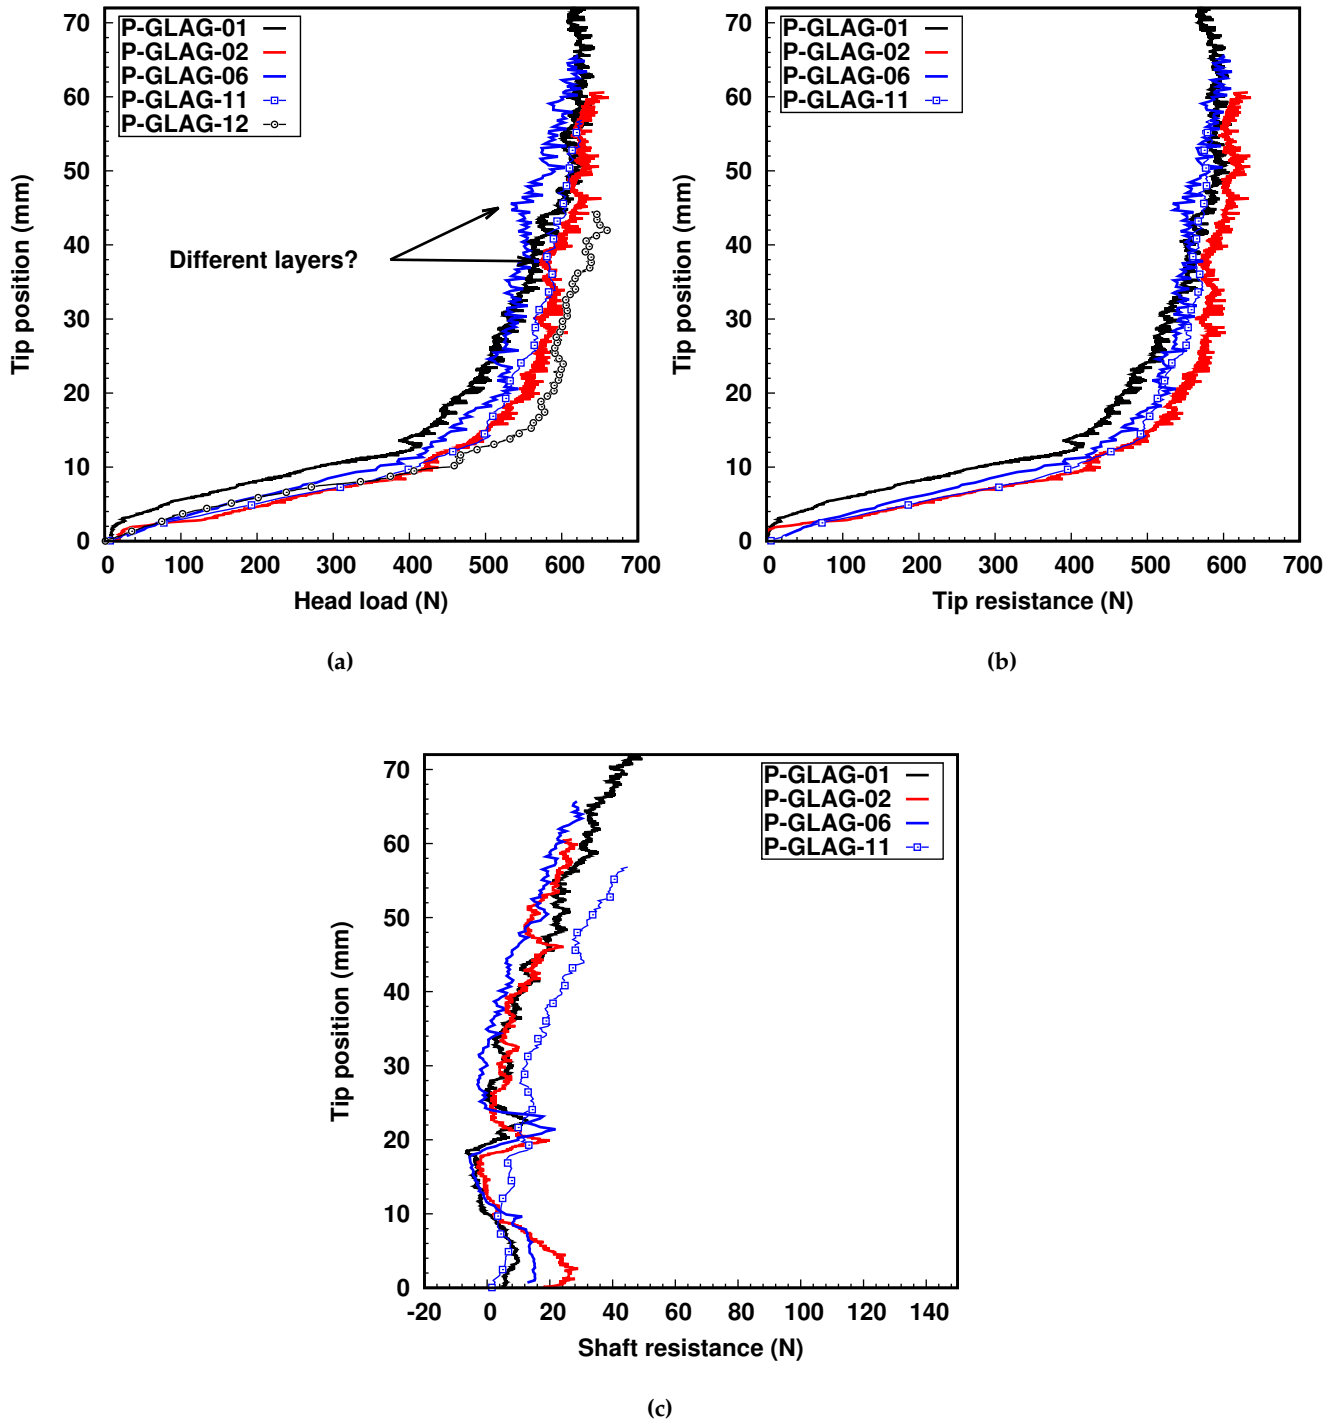 70
60
50
40
30
20
10
0
Tip position (mm)
P-GLAG-01
P-GLAG-02
P-GLAG-06
P-GLAG-11
P-GLAG-12
Different layers?
0 100 200 300 400 500 600 700
Head load (N)
(a)
70
60
50
40
30
20
10
0
Tip position (mm)
P-GLAG-01
P-GLAG-02
P-GLAG-06
P-GLAG-11
0 100 200 300 400 500 600 700
Tip resistance (N)
(b)
70
60
50
40
30
20
10
0
Tip position (mm)
P-GLAG-01
P-GLAG-02
P-GLAG-06
P-GLAG-11
-20 0 20 40 60 80 100 120 140
Shaft resistance (N)
(c)